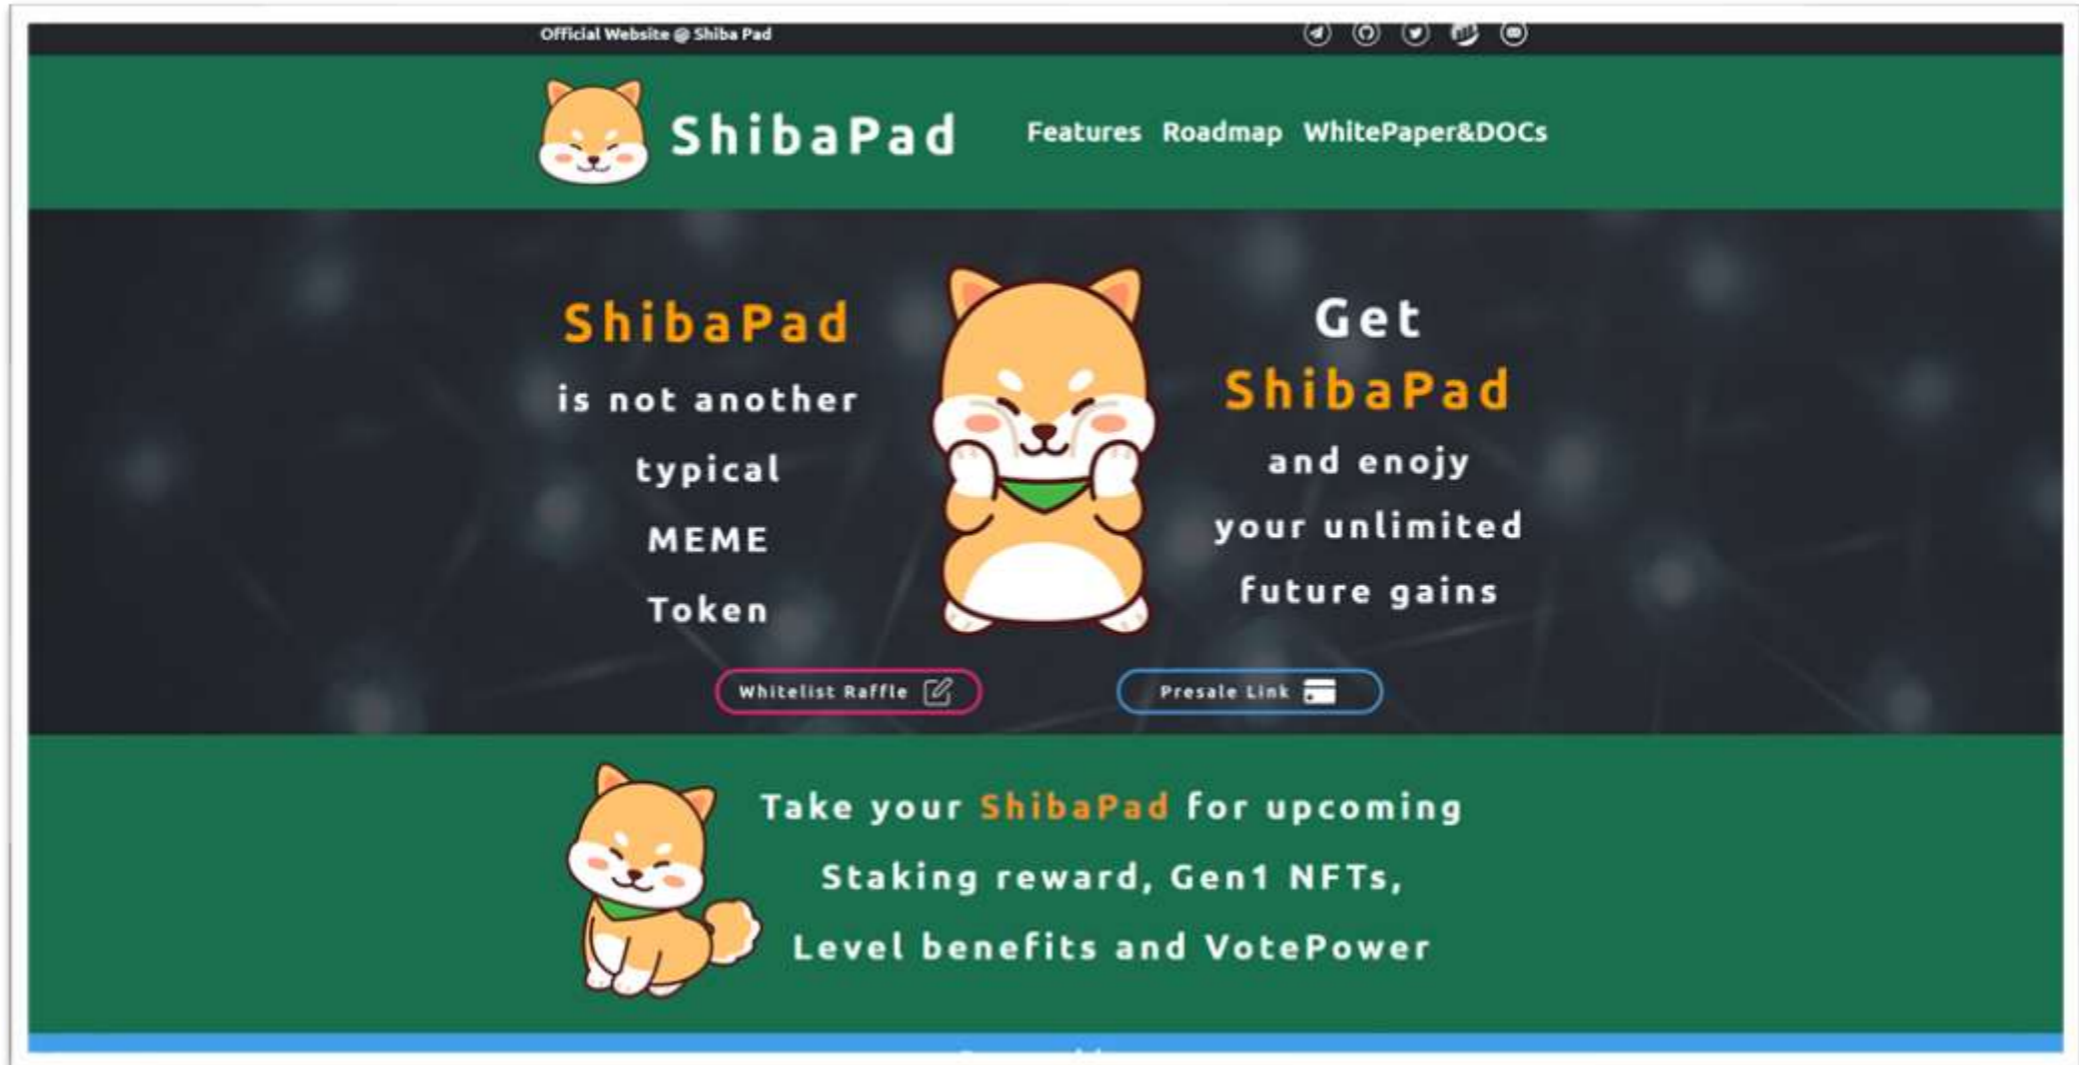 Official Website @ Shiba Pad
ShibaPad
Features Roadmap WhitePaper&DOCs
ShibaPad
is not another
typical
MEME
Token
Get
ShibaPad
and enojy
your unlimited
future gains
Whitelist Raffle
Presale Link
Take your ShibaPad for upcoming
Staking reward, Gen1 NFTs,
Level benefits and VotePower